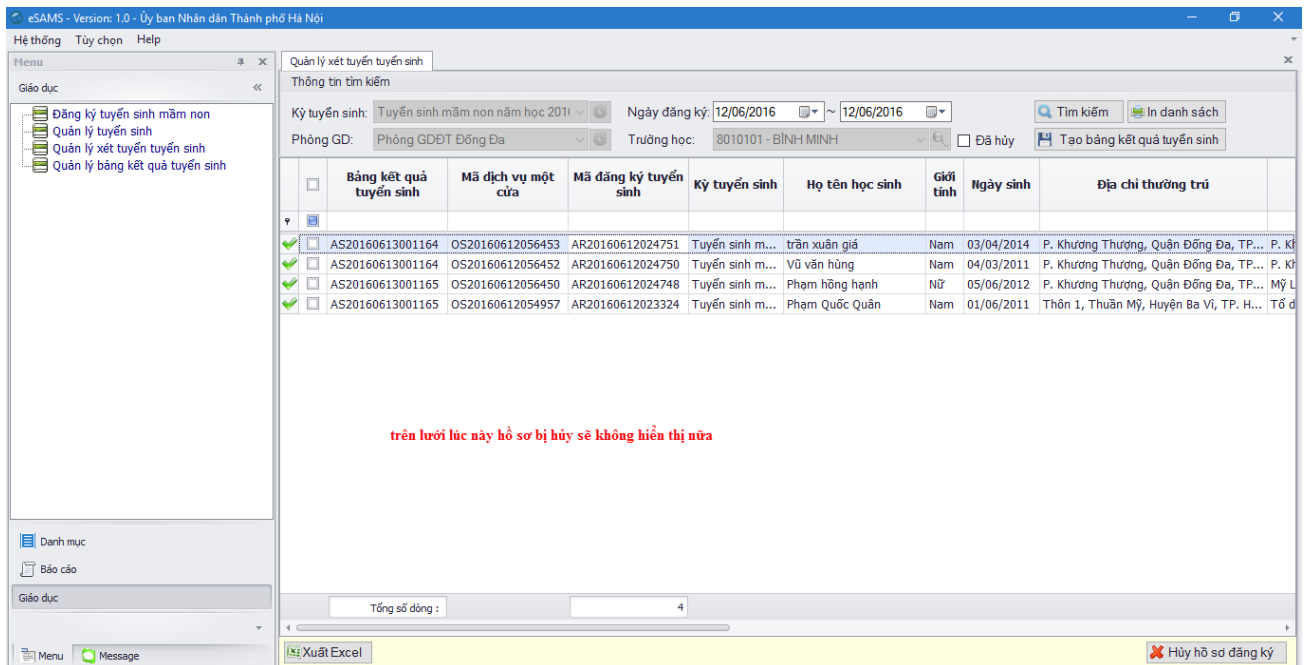 eSAMS - Version: 1.0 - Ủy ban Nhân dân Thành phố Hà Nội
Hệ thống Tùy chọn Help
Menu
Giáo dục
Đăng ký tuyển sinh mầm non
Quản lý tuyển sinh
Quản lý xét tuyển tuyển sinh
Quản lý bảng kết quả tuyển sinh
Danh mục
Báo cáo
Giáo dục
Menu Message
Quản lý xét tuyển tuyển sinh
Thông tin tìm kiếm
Kỳ tuyển sinh: Tuyển sinh mầm non năm học 201 Ngày đăng ký: 12/06/2016 ~ 12/06/2016 Tìm kiếm In danh sách
Phòng GD: Phòng GDĐT Đống Đa Trường học: 8010101 - BÌNH MINH Đã hủy Tạo bảng kết quả tuyển sinh
Bảng kết quả tuyển sinh Mã dịch vụ một cửa Mã đăng ký tuyển sinh Kỳ tuyển sinh Họ tên học sinh Giới tính Ngày sinh Địa chỉ thường trú
AS20160613001164 OS20160612056453 AR20160612024751 Tuyển sinh m... trần xuân giá Nam 03/04/2014 P. Khương Thượng, Quận Đống Đa, TP... P. Kh
AS20160613001164 OS20160612056452 AR20160612024750 Tuyển sinh m... Vũ văn hùng Nam 04/03/2011 P. Khương Thượng, Quận Đống Đa, TP... P. Kh
AS20160613001165 OS20160612056450 AR20160612024748 Tuyển sinh m... Phạm hồng hạnh Nữ 05/06/2012 P. Khương Thượng, Quận Đống Đa, TP... Mỹ L
AS20160613001165 OS20160612054957 AR20160612023324 Tuyển sinh m... Phạm Quốc Quân Nam 01/06/2011 Thôn 1, Thuần Mỹ, Huyện Ba Vì, TP. H... Tổ d
trên lưới lúc này hồ sơ bị hủy sẽ không hiển thị nữa
Tổng số dòng : 4
Xuất Excel Hủy hồ sơ đăng ký